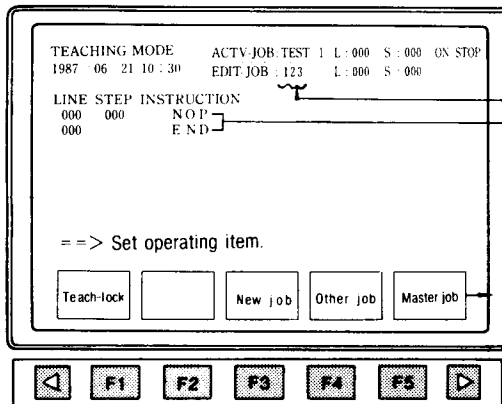 TEACHING MODE ACTV-JOB:TEST 1 L:000 S:000 ON STOP
1987 06 21 10:30 EDIT-JOB:123 L:000 S:000
LINE STEP INSTRUCTION
000 000 NOP
000 END
==> Set operating item.
Teach-lock New job Other job Master job
F1 F2 F3 F4 F5